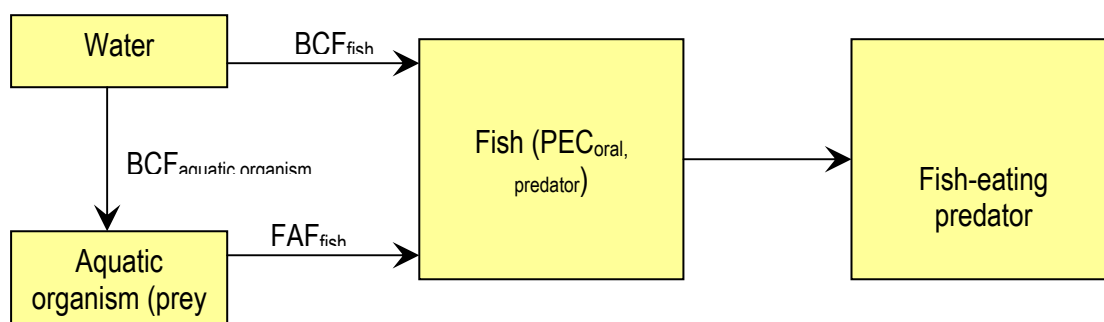 Water
BCFfish
Fish (PECoral,
predator)
BCFaquatic organism
Fish-eating
predator
Aquatic
organism (prey
FAFfish